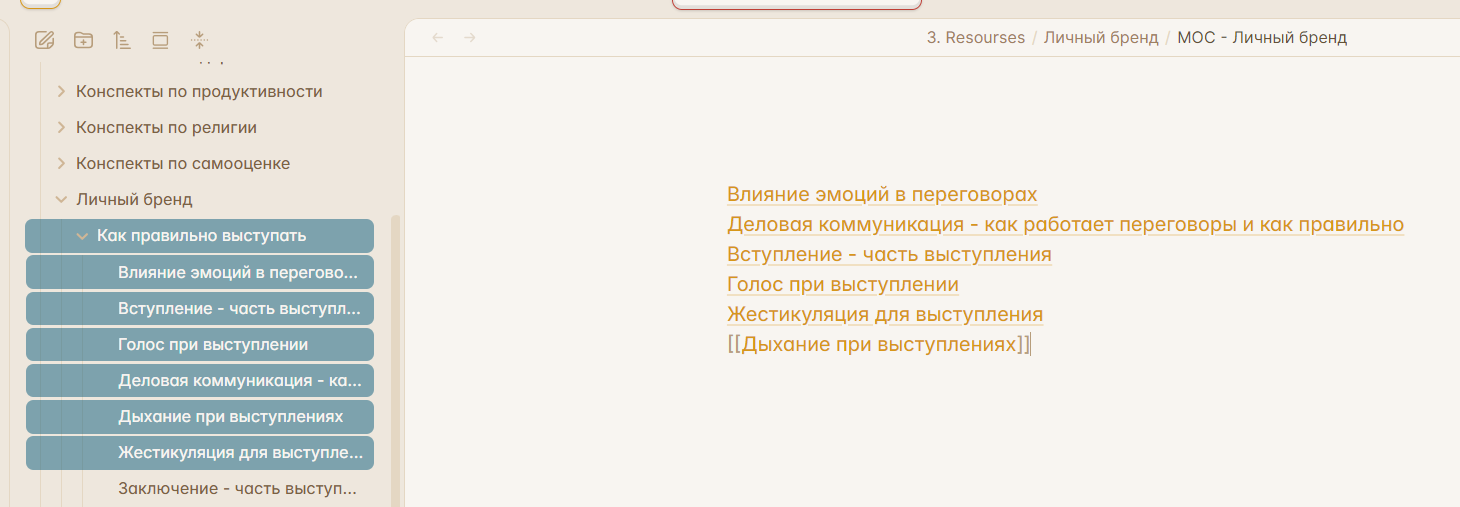 3. Resourses / Личный бренд / МОС - Личный бренд
Конспекты по продуктивности
Конспекты по религии
Конспекты по самооценке
Личный бренд
Как правильно выступать
Влияние эмоций в перегово...
Вступление - часть выступл...
Голос при выступлении
Деловая коммуникация - ка...
Дыхание при выступлениях
Жестикуляция для выступле...
Заключение - часть выступ...
Влияние эмоций в переговорах
Деловая коммуникация - как работает переговоры и как правильно
Вступление - часть выступления
Голос при выступлении
Жестикуляция для выступления
[[Дыхание при выступлениях]]